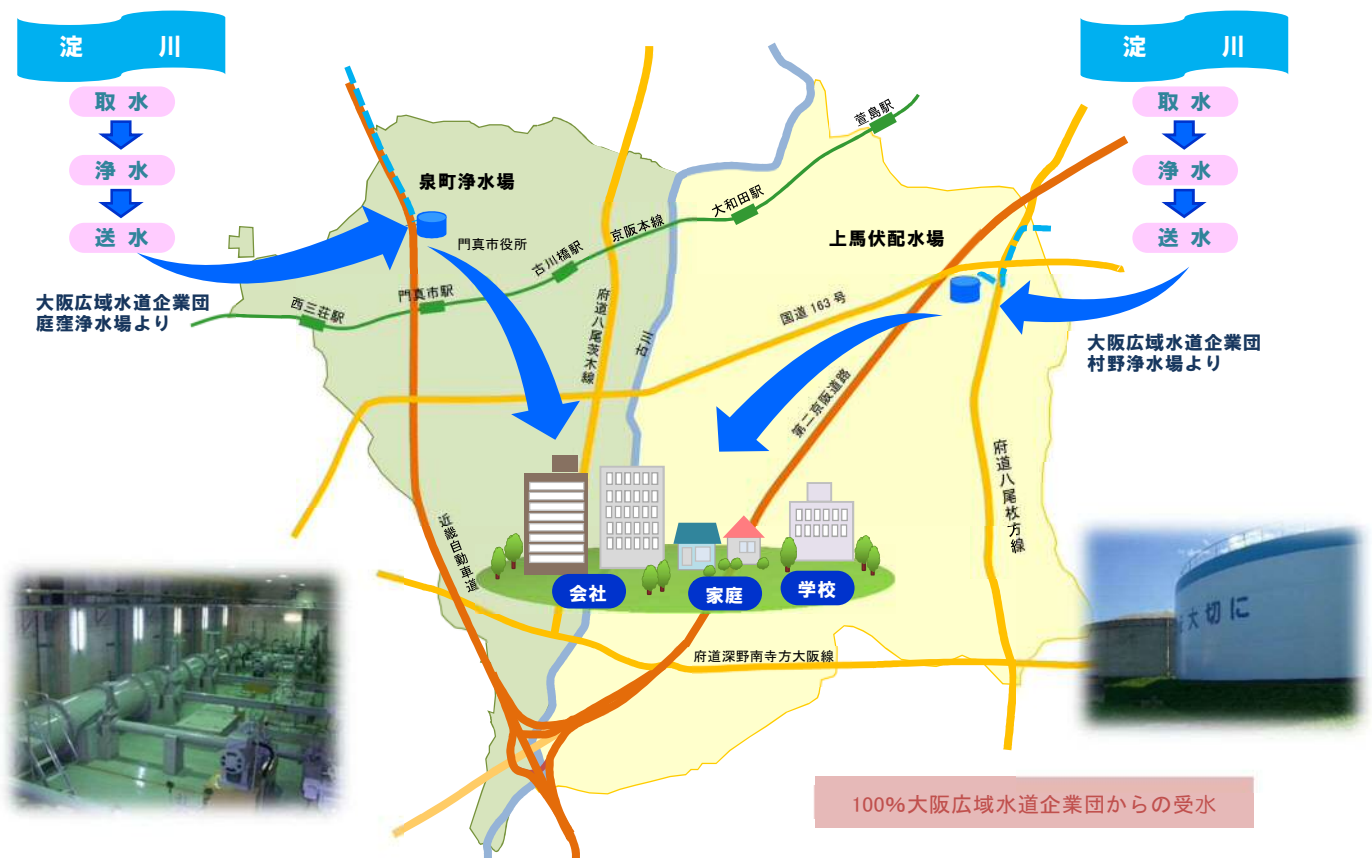 淀 川
取 水
浄 水
送 水
大阪広域水道企業団
庭窪浄水場より
淀 川
取 水
浄 水
送 水
大阪広域水道企業団
村野浄水場より
泉町浄水場
門真市役所
上馬伏配水場
萱島駅
大和田駅
京阪本線
古川橋駅
門真市駅
西三荘駅
府道八尾茨木線
古川
国道 163 号
第二京阪道路
府道八尾枚方線
近畿自動車道
会社
家庭
学校
府道深野南寺方大阪線
大切に
100%大阪広域水道企業団からの受水